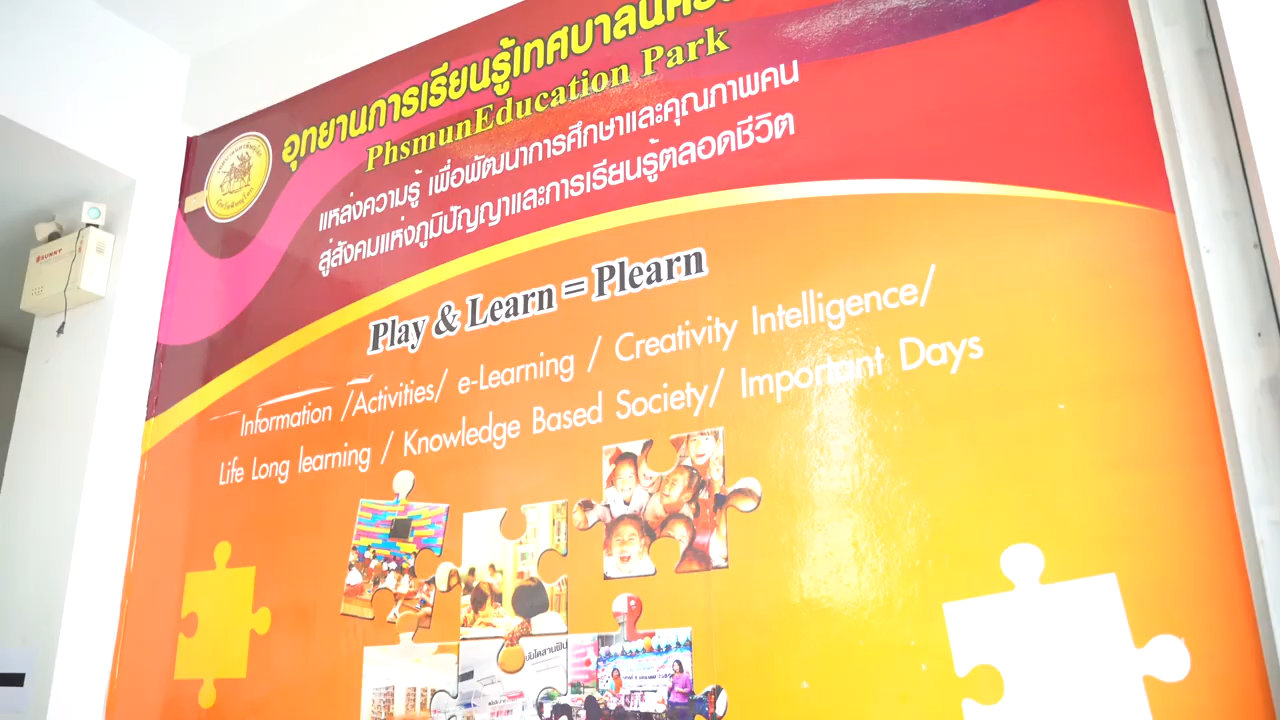 อุทยานการเรียนรู้เทศบาลนคร
PhsmunEducation Park
แหล่งความรู้ เพื่อพัฒนาการศึกษาและคุณภาพคน
สู่สังคมแห่งภูมิปัญญาและการเรียนรู้ตลอดชีวิต
Play & Learn = Plearn
Information /Activities/ e-Learning / Creativity Intelligence/
Life Long learning / Knowledge Based Society/ Important Days
SUNNY